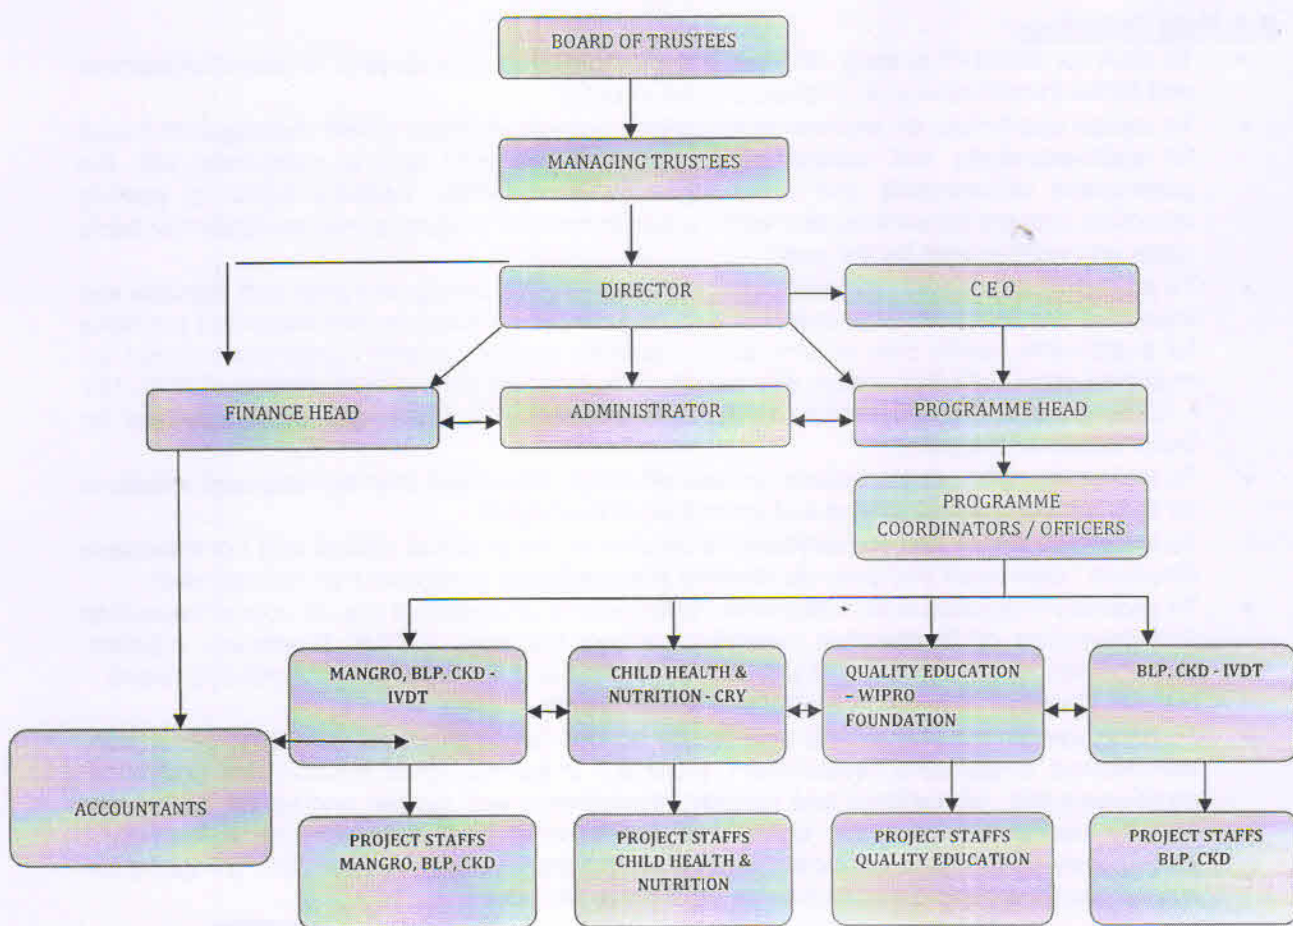 BOARD OF TRUSTEES
MANAGING TRUSTEES
DIRECTOR
C E O
FINANCE HEAD
ADMINISTRATOR
PROGRAMME HEAD
PROGRAMME
COORDINATORS / OFFICERS
MANGRO, BLP. CKD -
IVDT
CHILD HEALTH &
NUTRITION - CRY
QUALITY EDUCATION
– WIPRO
FOUNDATION
BLP. CKD - IVDT
ACCOUNTANTS
PROJECT STAFFS
MANGRO, BLP, CKD
PROJECT STAFFS
CHILD HEALTH &
NUTRITION
PROJECT STAFFS
QUALITY EDUCATION
PROJECT STAFFS
BLP, CKD